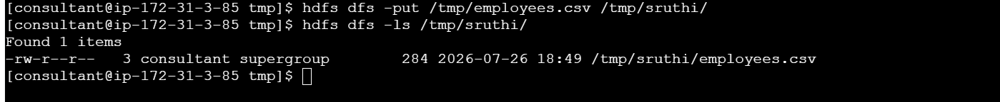 [consultant@ip-172-31-3-85 tmp]$ hdfs dfs -put /tmp/employees.csv /tmp/sruthi/
[consultant@ip-172-31-3-85 tmp]$ hdfs dfs -ls /tmp/sruthi/
Found 1 items
-rw-r--r--   3 consultant supergroup        284 2026-07-26 18:49 /tmp/sruthi/employees.csv
[consultant@ip-172-31-3-85 tmp]$